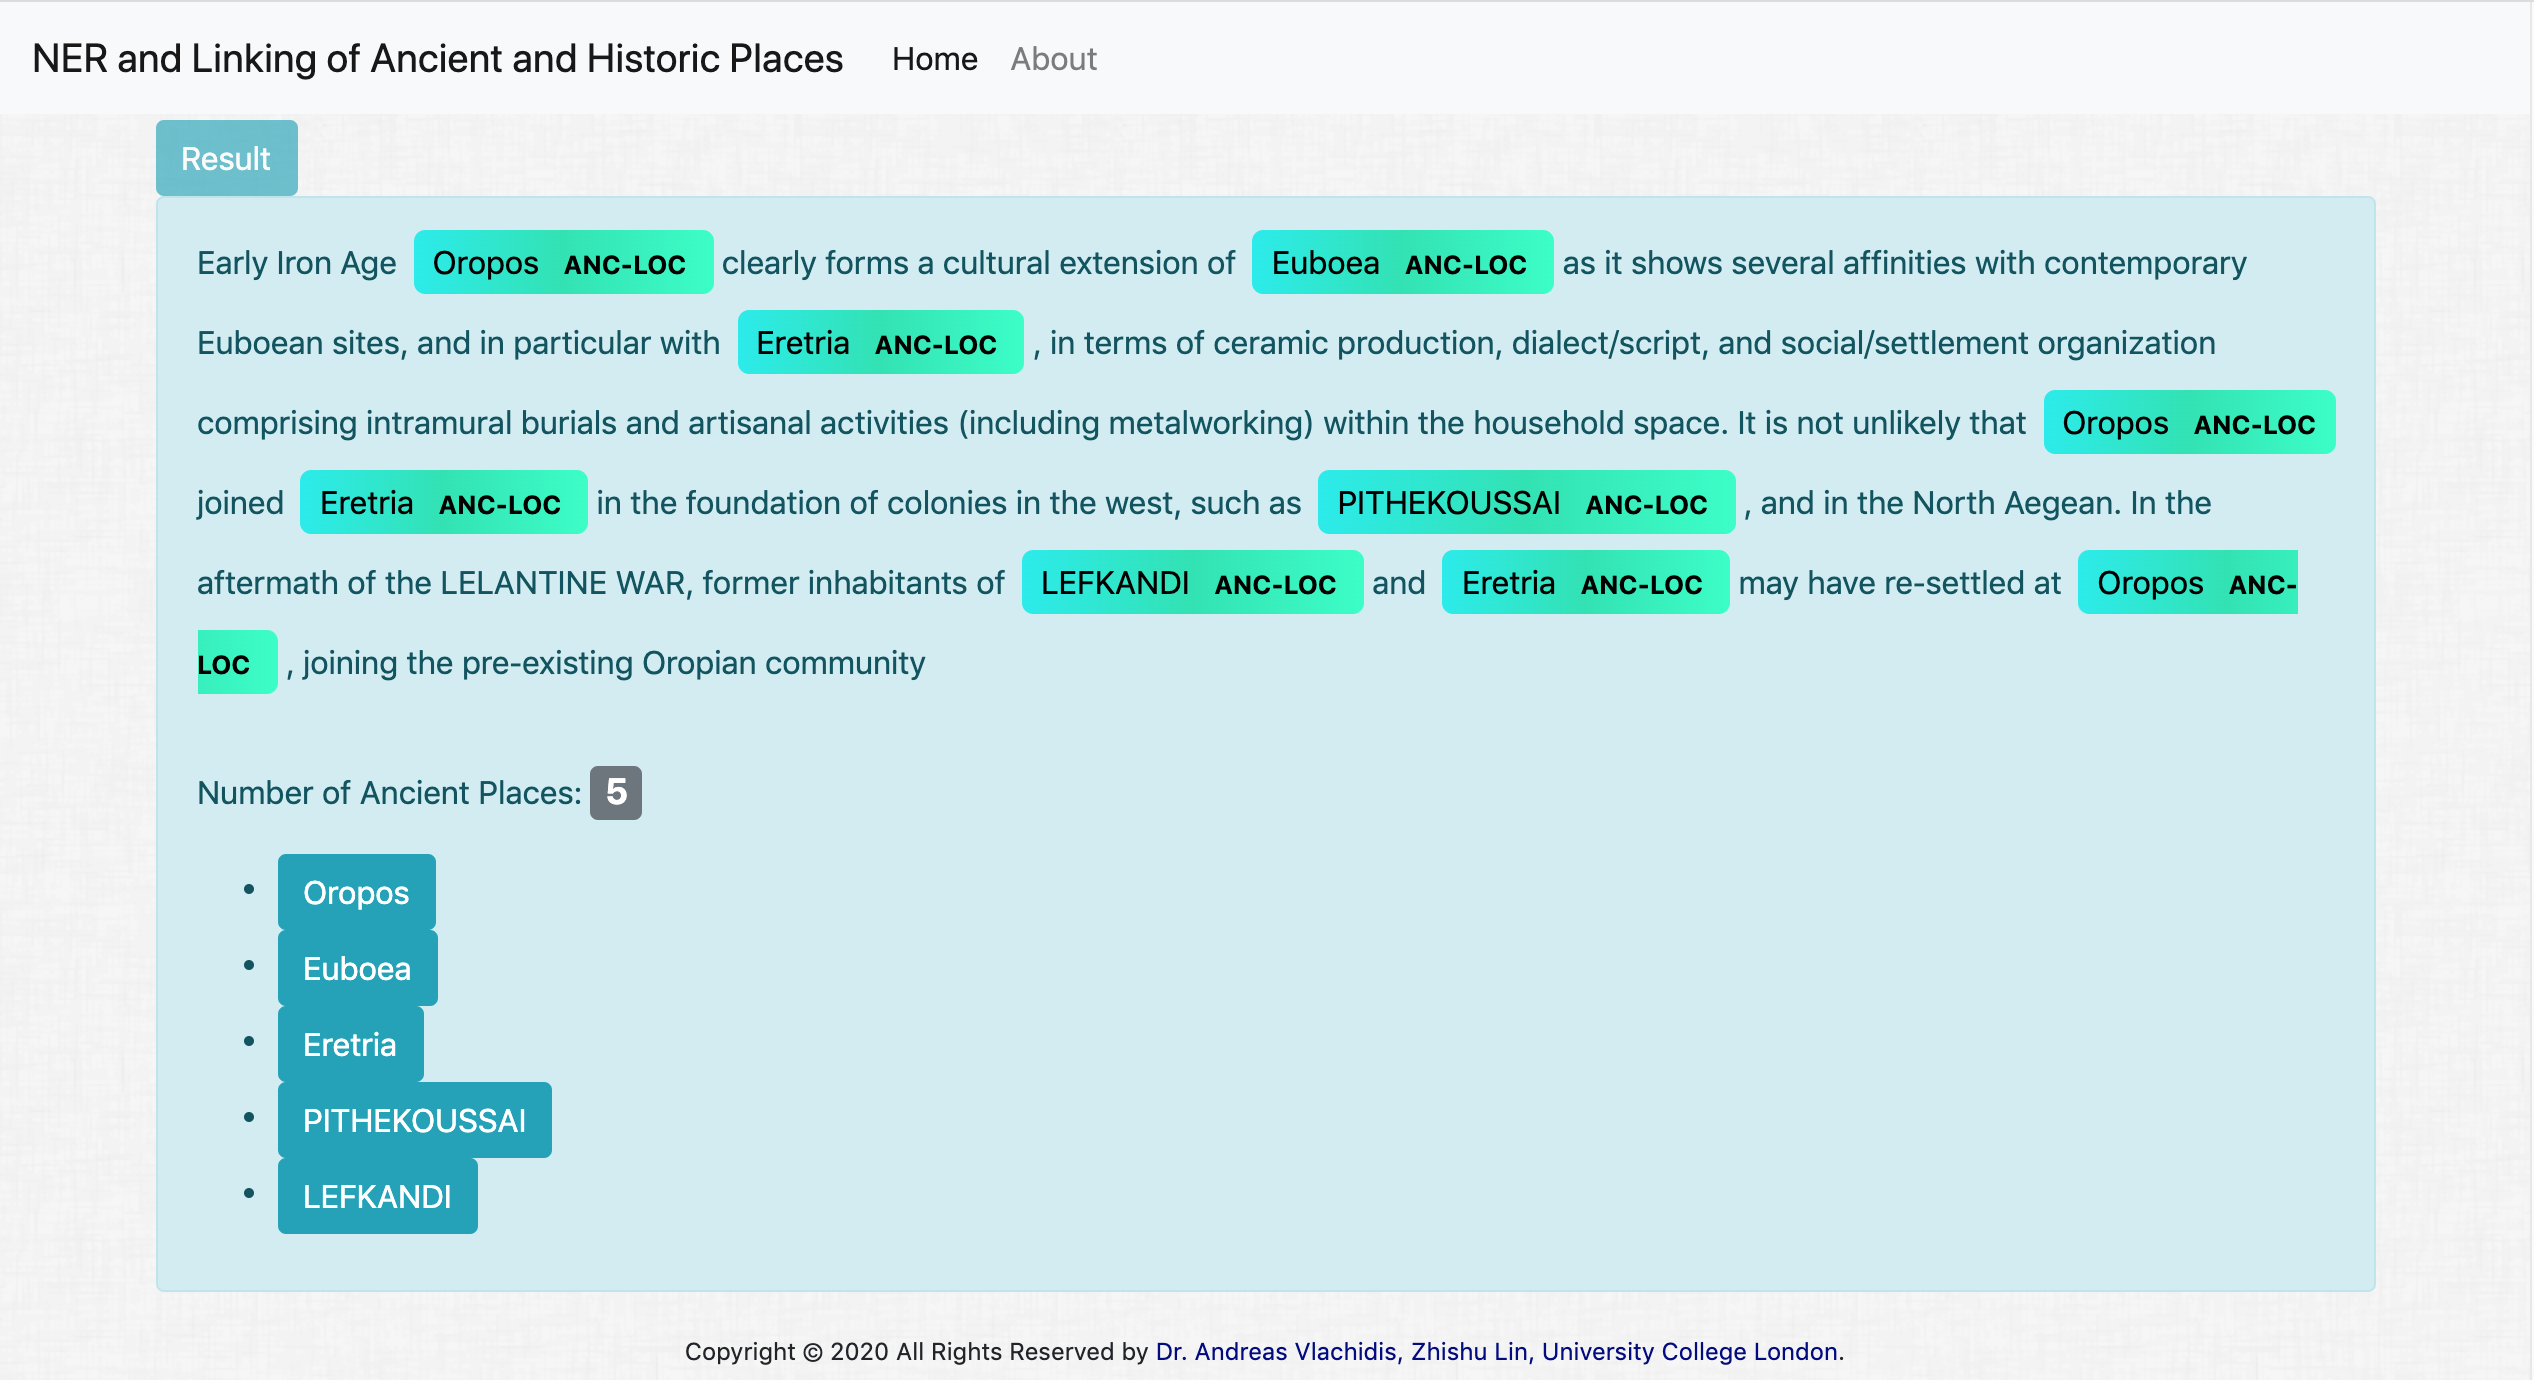 NER and Linking of Ancient and Historic Places Home About
Result
Early Iron Age Oropos ANC-LOC clearly forms a cultural extension of Euboea ANC-LOC as it shows several affinities with contemporary
Euboean sites, and in particular with Eretria ANC-LOC , in terms of ceramic production, dialect/script, and social/settlement organization
comprising intramural burials and artisanal activities (including metalworking) within the household space. It is not unlikely that Oropos ANC-LOC
joined Eretria ANC-LOC in the foundation of colonies in the west, such as PITHEKOUSSAI ANC-LOC , and in the North Aegean. In the
aftermath of the LELANTINE WAR, former inhabitants of LEFKANDI ANC-LOC and Eretria ANC-LOC may have re-settled at Oropos ANC-
LOC , joining the pre-existing Oropian community
Number of Ancient Places: 5
• Oropos
• Euboea
• Eretria
• PITHEKOUSSAI
• LEFKANDI
Copyright © 2020 All Rights Reserved by Dr. Andreas Vlachidis, Zhishu Lin, University College London.